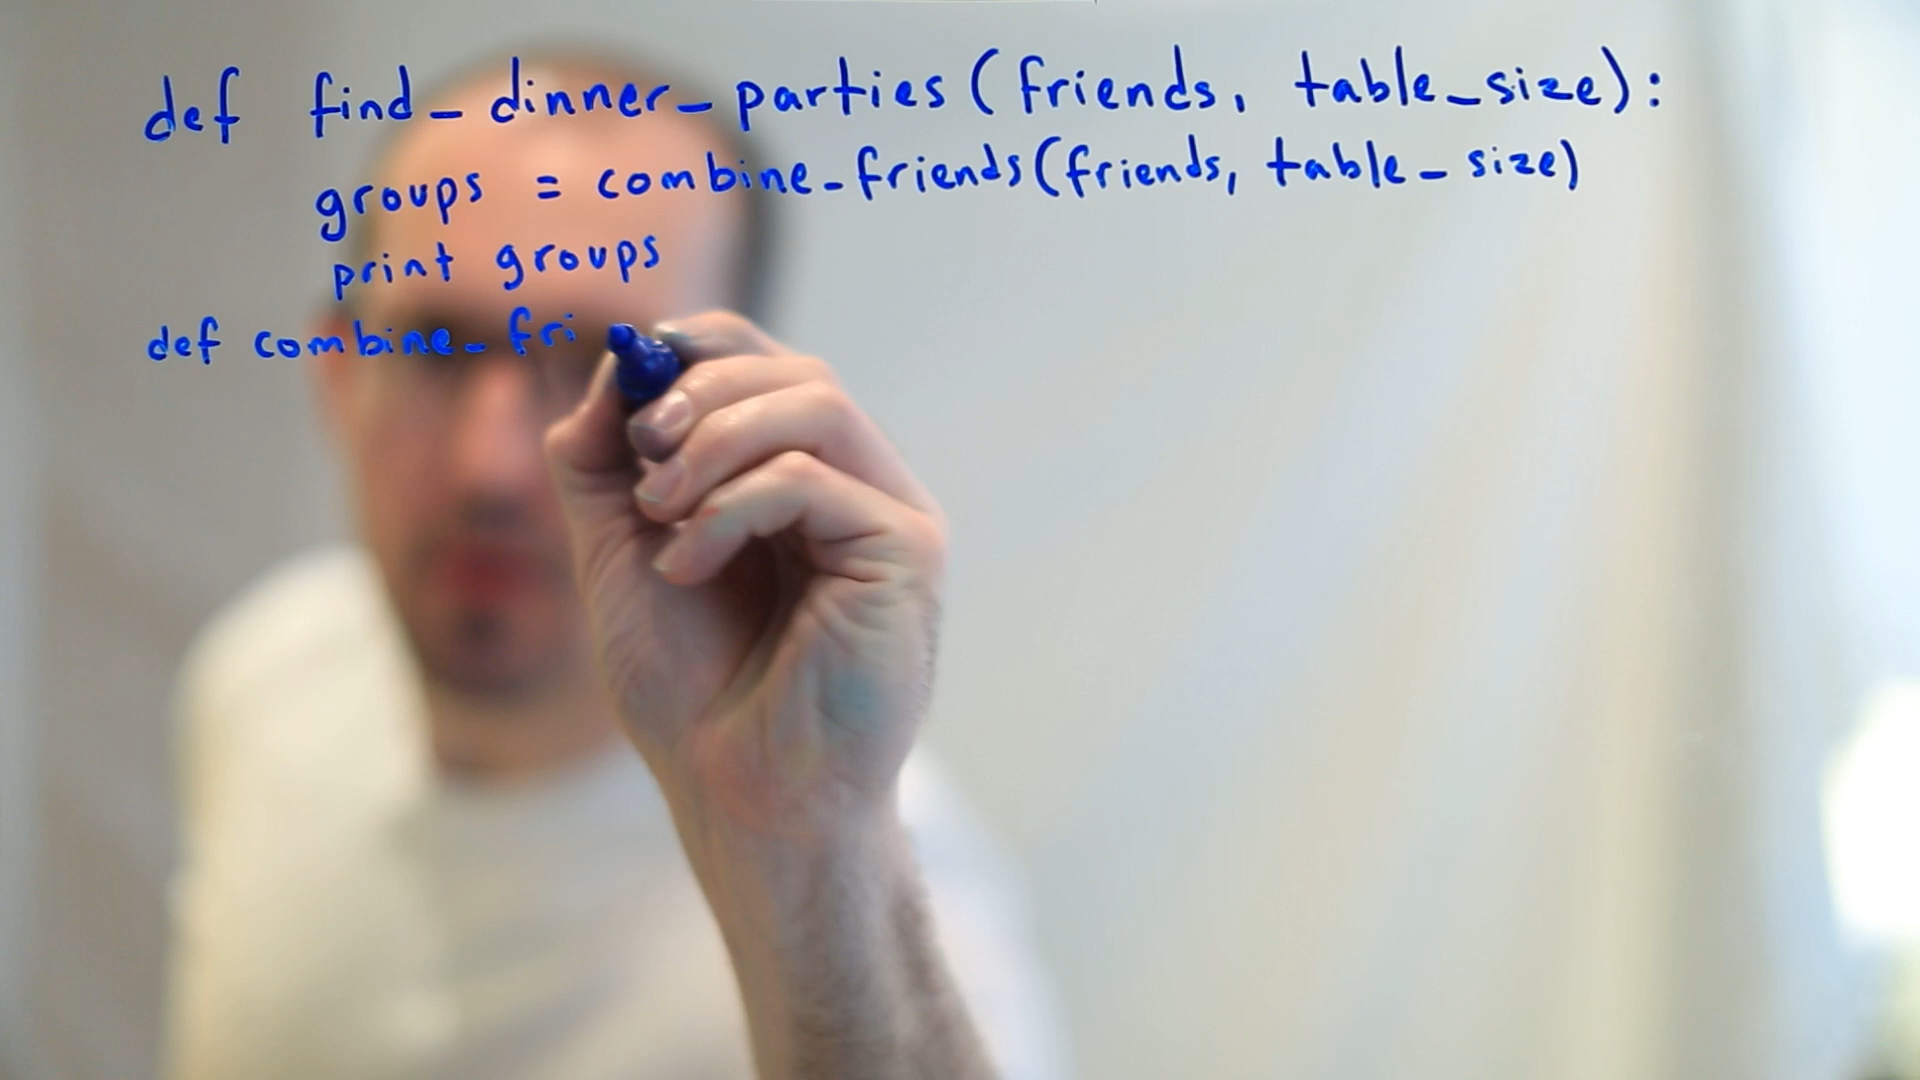 def find_dinner_parties(friends, table_size):
groups = combine_friends(friends, table_size)
print groups
def combine_fri